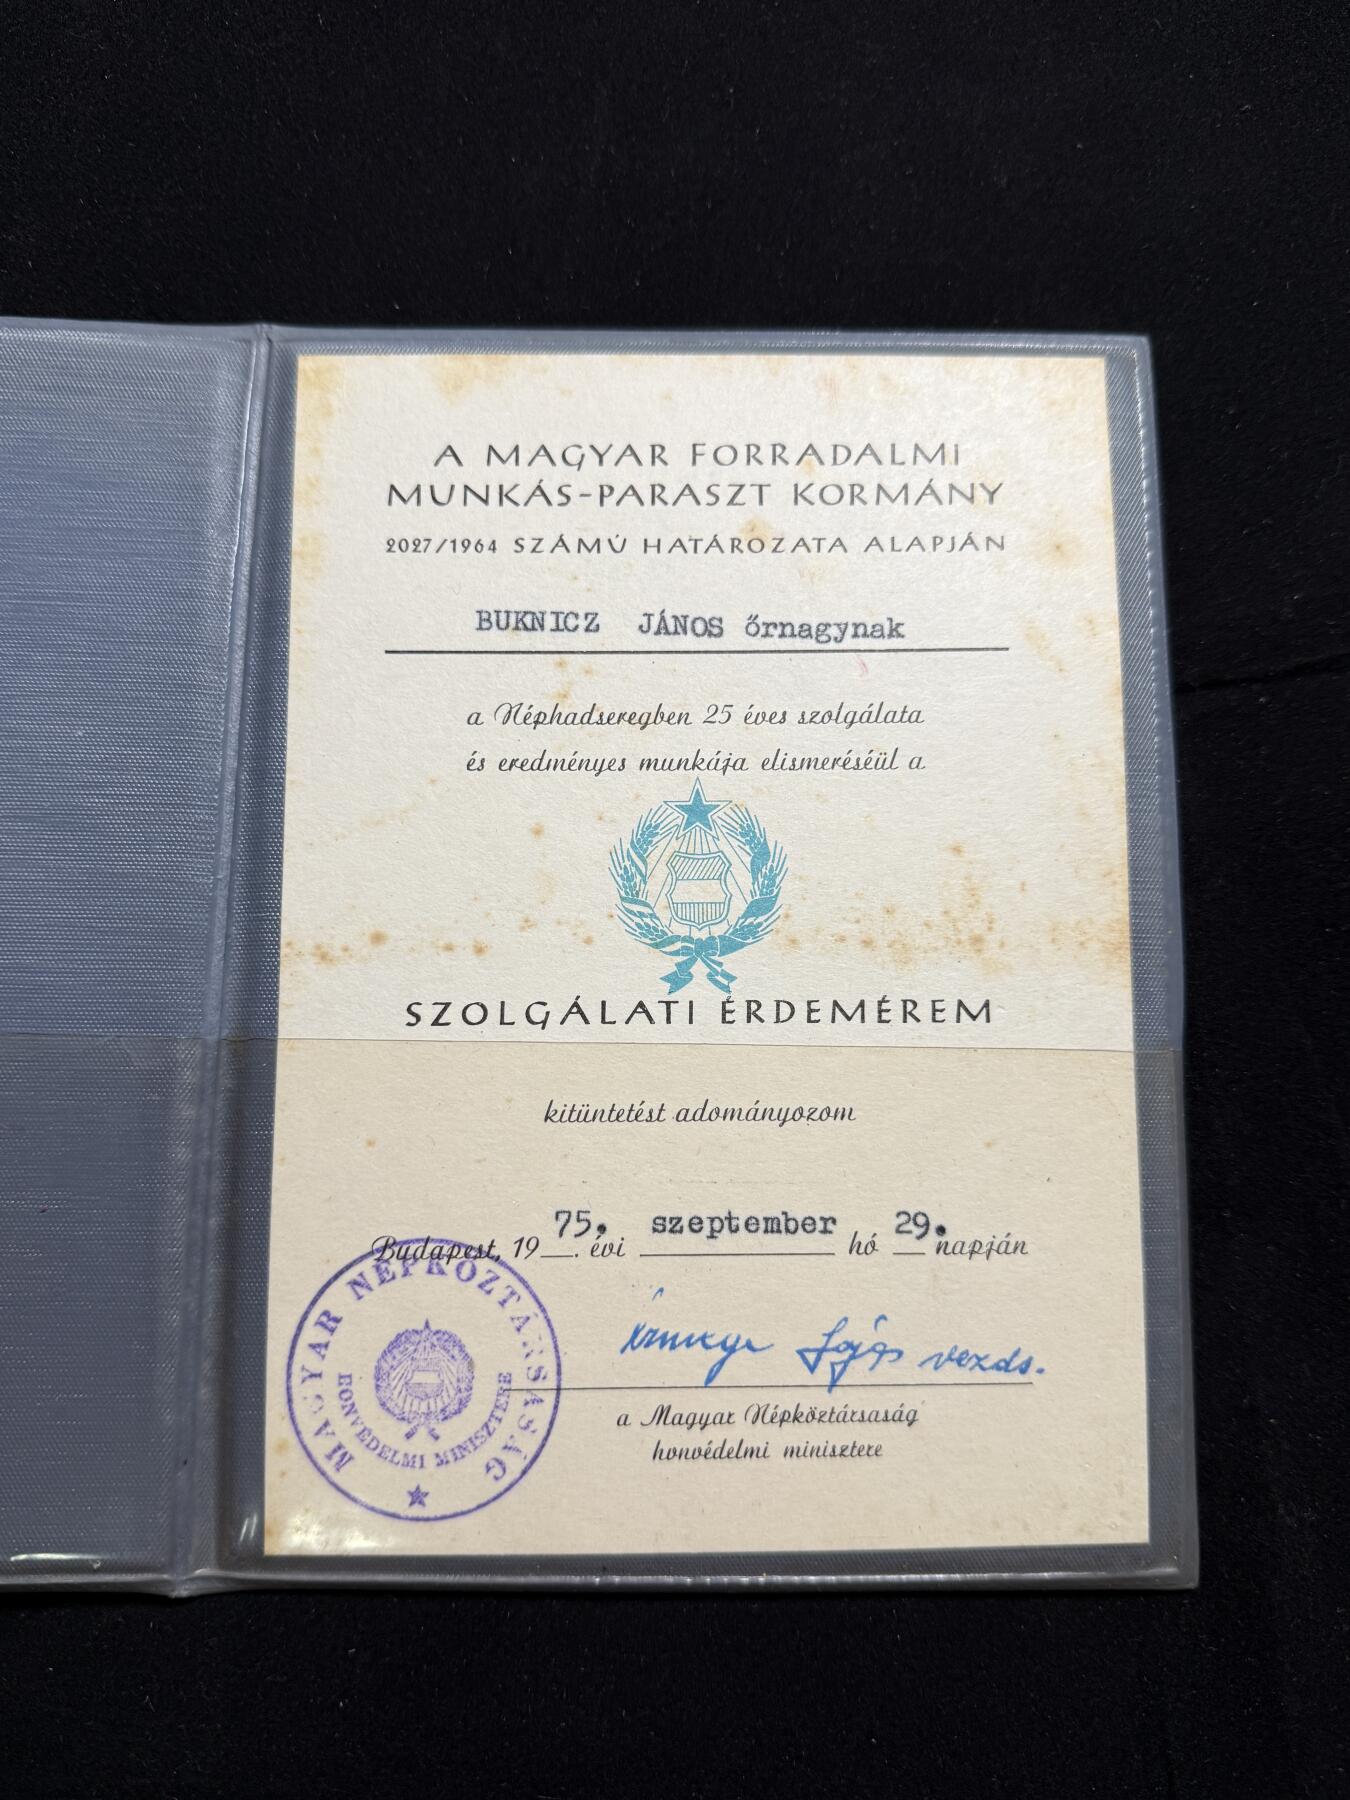 A MAGYAR FORRADALMI
MUNKÁS-PARASZT KORMÁNY
2027/1964 SZÁMÚ HATÁROZATA ALAPJÁN
BUKNICZ JÁNOS őrnagynak
a Néphadseregben 25 éves szolgálata
és eredményes munkája elismeréséül a
SZOLGÁLATI ÉRDEMÉREM
kitüntetést adományozom
Budapest, 1975. évi szeptember hó 29. napján
Lajos vezds.
a Magyar Népköztársaság
honvédelmi minisztere
MAGYAR NÉPKÖZTÁRSASÁG
HONVÉDELMI MINISZTERE